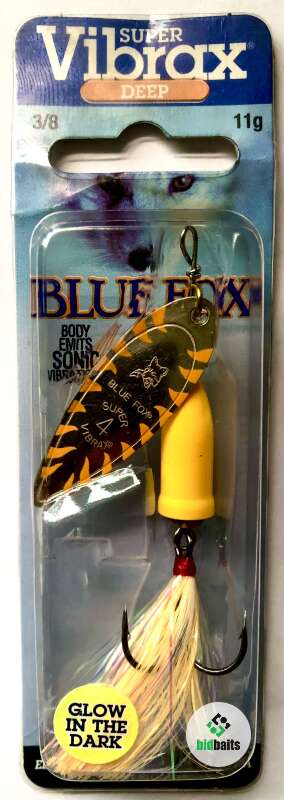 SUPER
Vibrax®
DEEP
3/8 11g
BLUE FOX®
BODY
EMITS
SONIC
BLUE FOX®
SUPER
4
VIBRAX®
GLOW
IN THE
DARK
bidbaits